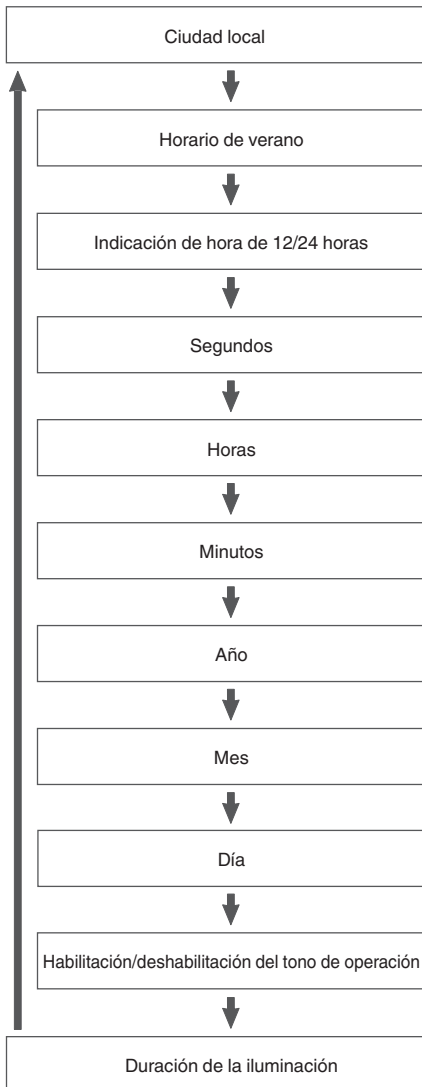 Ciudad local
Horario de verano
Indicación de hora de 12/24 horas
Segundos
Horas
Minutos
Año
Mes
Día
Habilitación/deshabilitación del tono de operación
Duración de la iluminación